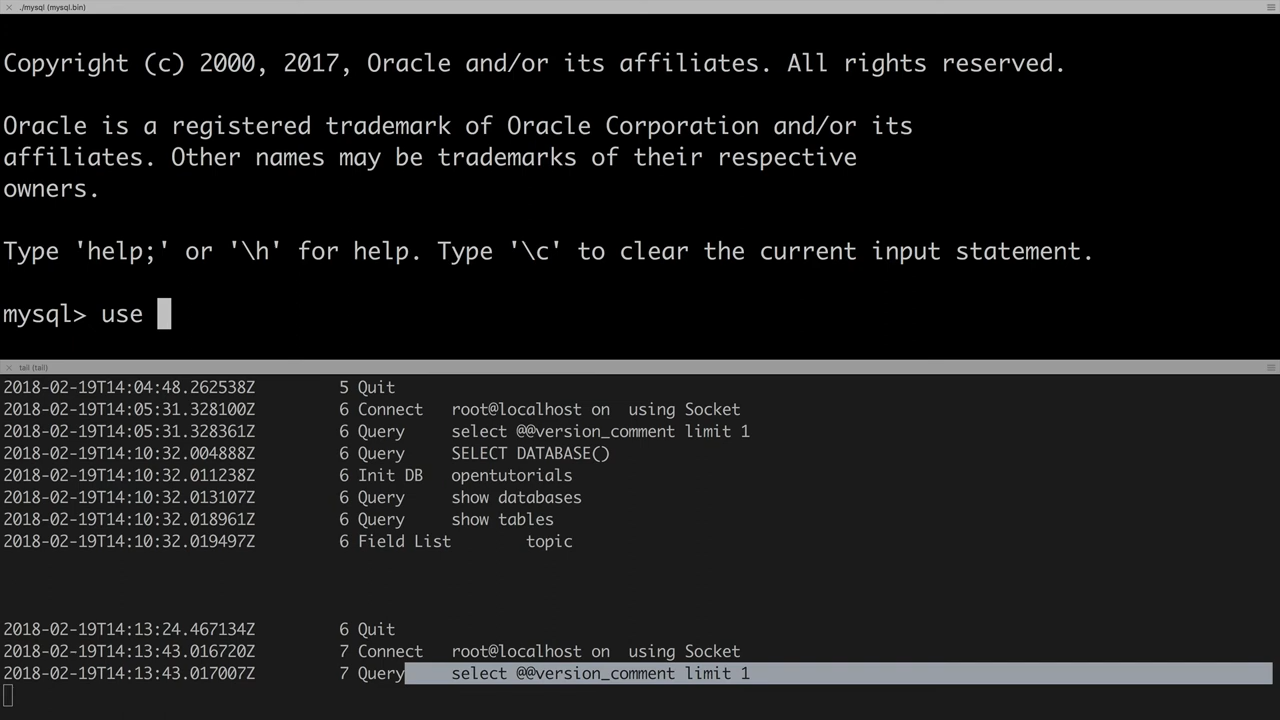 ./mysql (mysql.bin)
Copyright (c) 2000, 2017, Oracle and/or its affiliates. All rights reserved.
Oracle is a registered trademark of Oracle Corporation and/or its
affiliates. Other names may be trademarks of their respective
owners.
Type 'help;' or '\h' for help. Type '\c' to clear the current input statement.
mysql> use
tail (tail)
2018-02-19T14:04:48.262538Z 5 Quit
2018-02-19T14:05:31.328100Z 6 Connect root@localhost on using Socket
2018-02-19T14:05:31.328361Z 6 Query select @@version_comment limit 1
2018-02-19T14:10:32.004888Z 6 Query SELECT DATABASE()
2018-02-19T14:10:32.011238Z 6 Init DB opentutorials
2018-02-19T14:10:32.013107Z 6 Query show databases
2018-02-19T14:10:32.018961Z 6 Query show tables
2018-02-19T14:10:32.019497Z 6 Field List topic
2018-02-19T14:13:24.467134Z 6 Quit
2018-02-19T14:13:43.016720Z 7 Connect root@localhost on using Socket
2018-02-19T14:13:43.017007Z 7 Query select @@version_comment limit 1